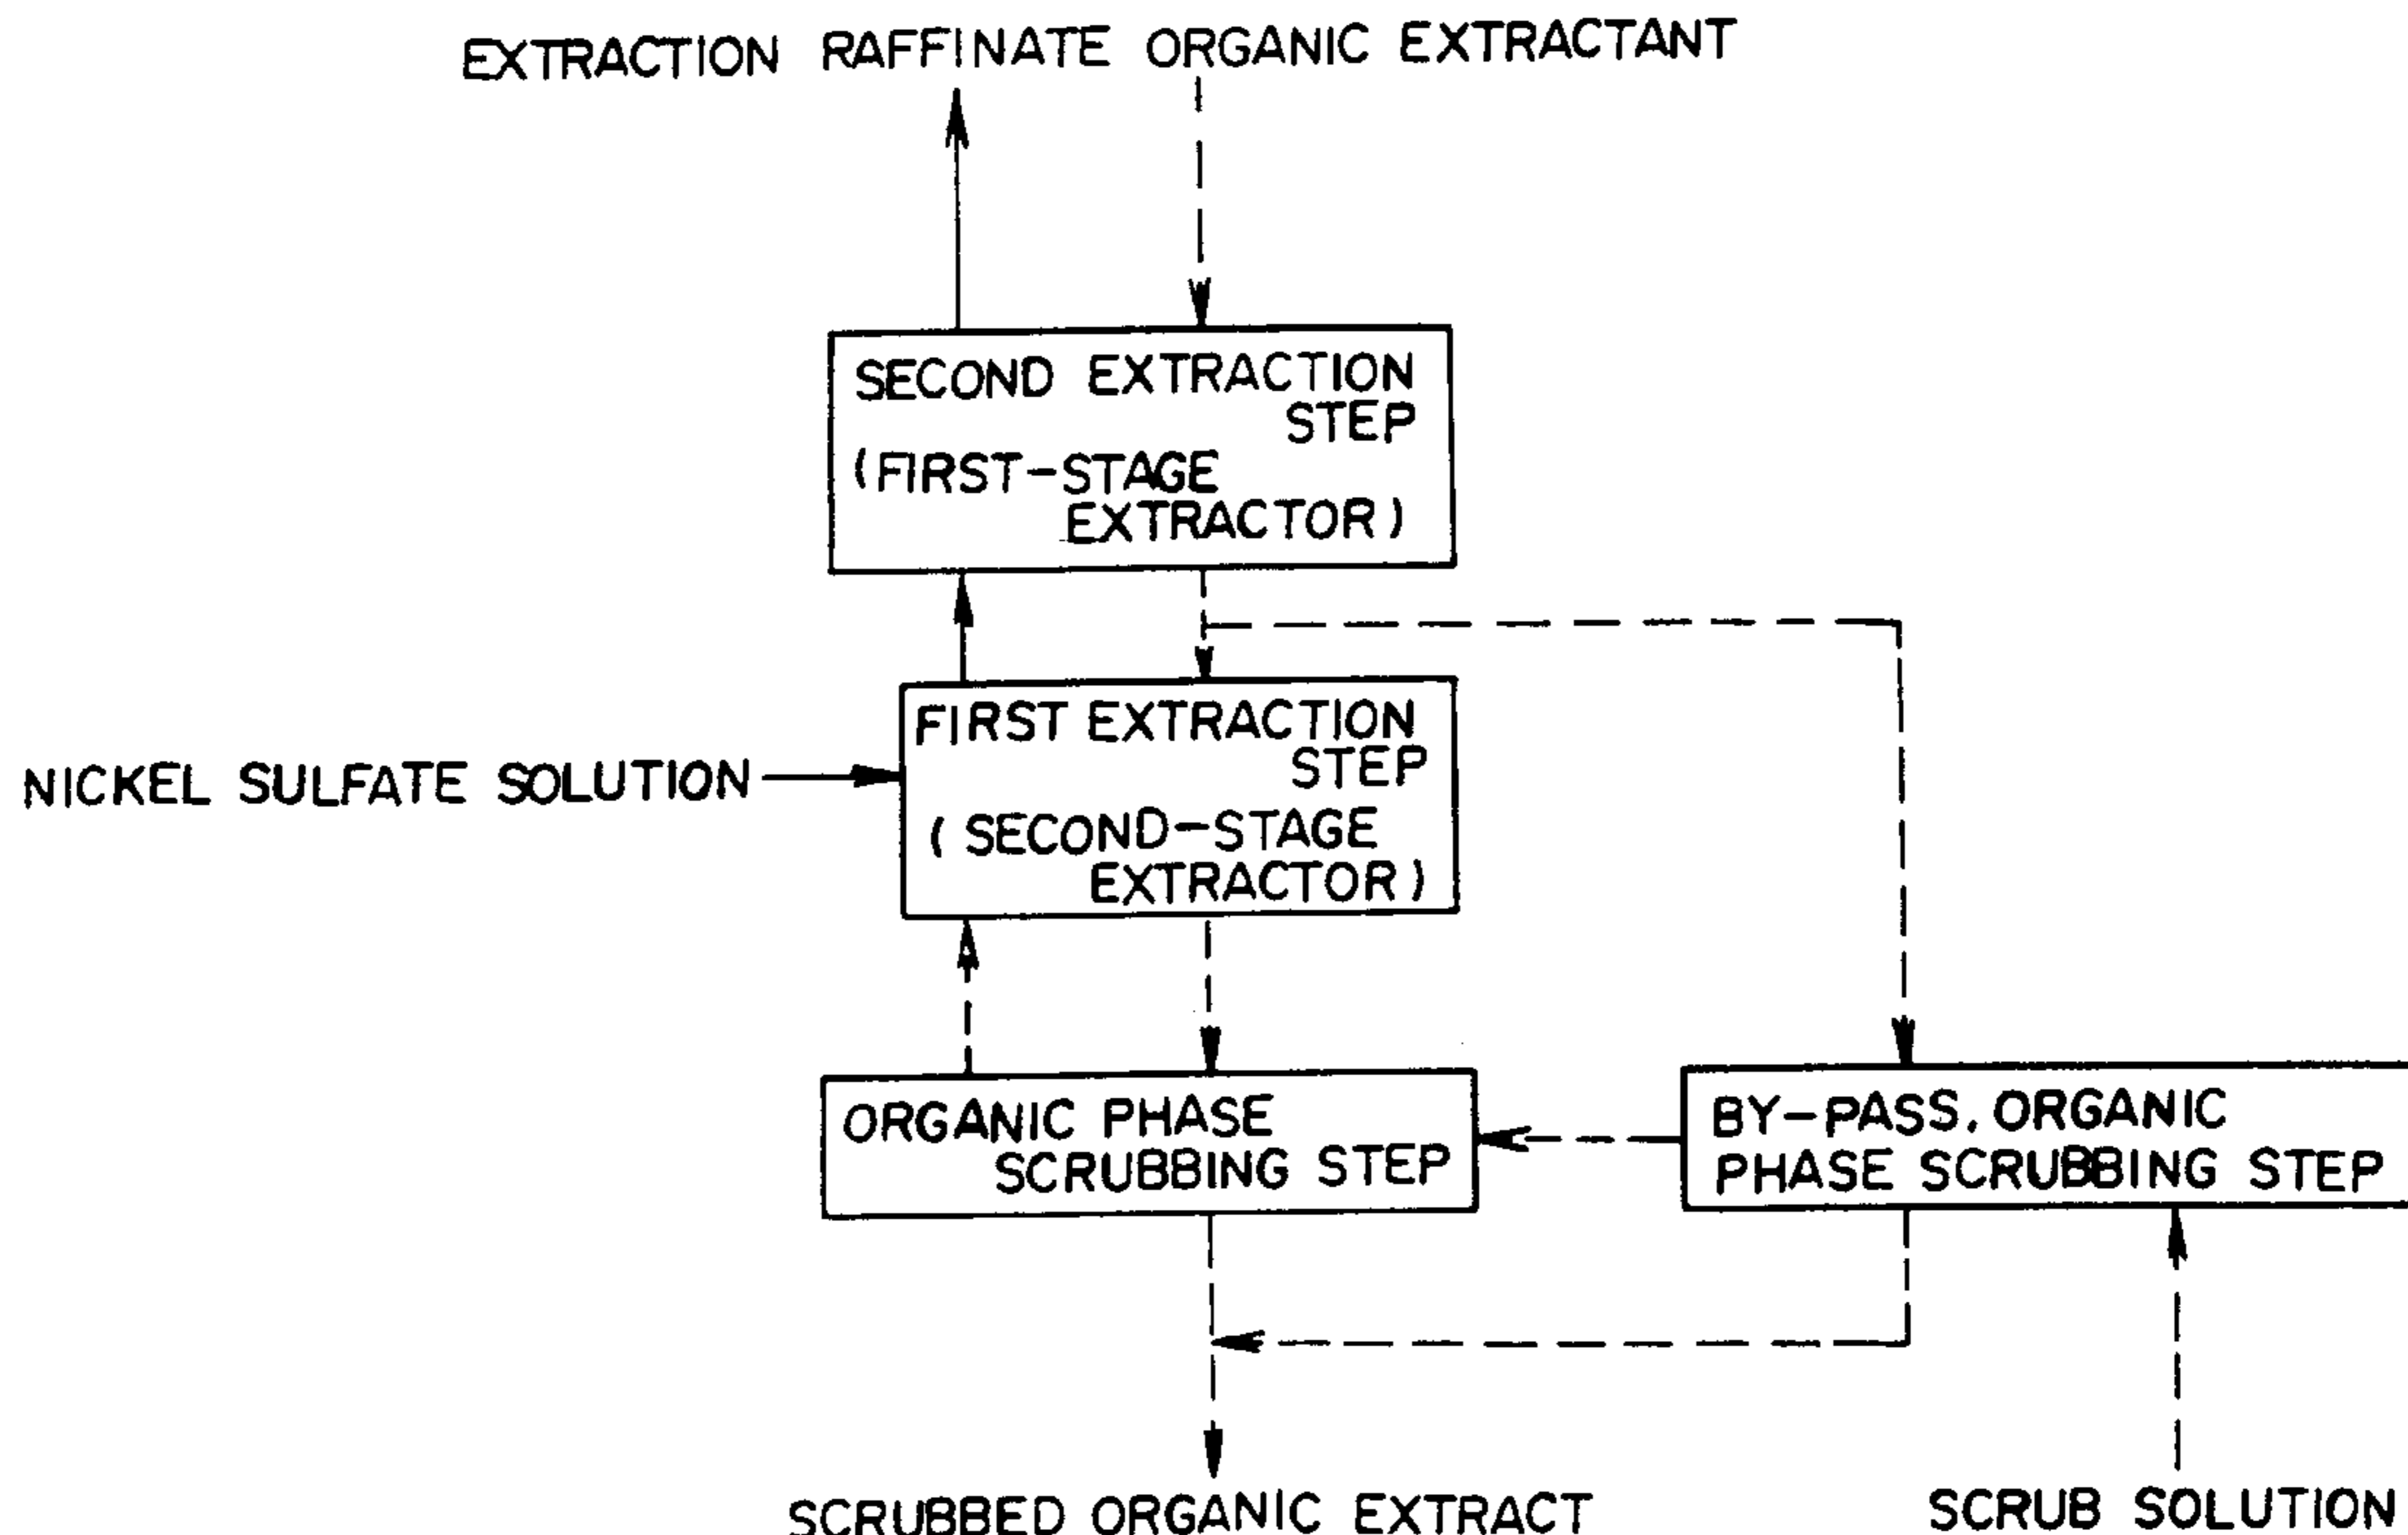 EXTRACTION RAFFINATE ORGANIC EXTRACTANT
SECOND EXTRACTION
STEP
(FIRST-STAGE
EXTRACTOR)
NICKEL SULFATE SOLUTION
FIRST EXTRACTION
STEP
(SECOND-STAGE
EXTRACTOR)
ORGANIC PHASE
SCRUBBING STEP
BY-PASS. ORGANIC
PHASE SCRUBBING STEP
SCRUBBED ORGANIC EXTRACT
SCRUB SOLUTION